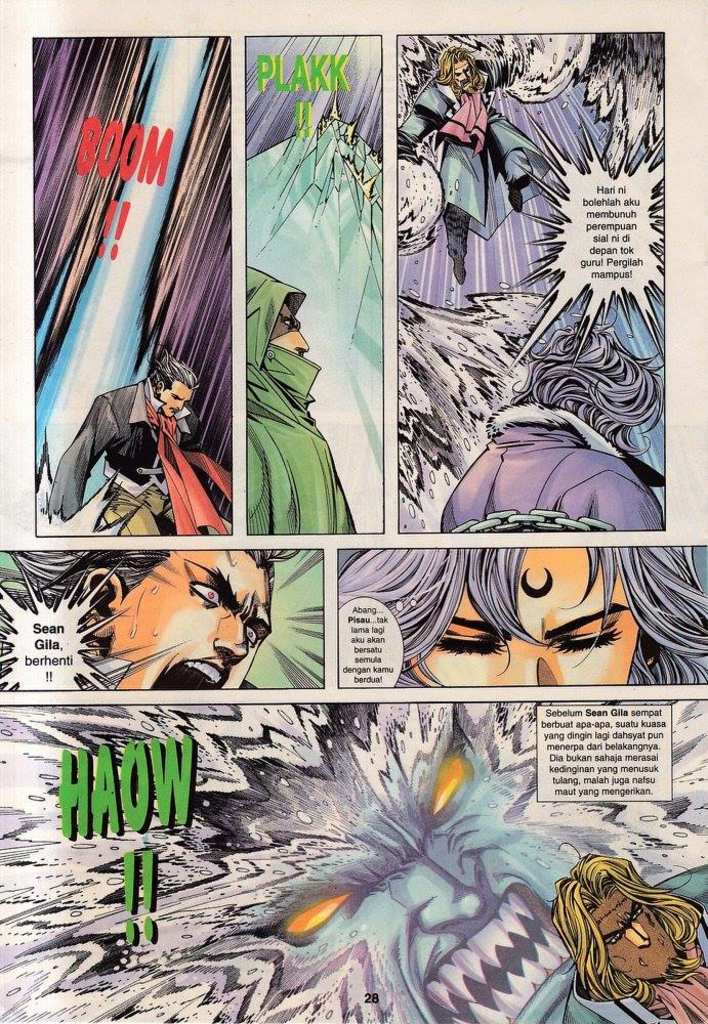 BOOM
!!
PLAKK
!!
Hari ni
bolehlah aku
membunuh
perempuan
sial ni di
depan tok
guru! Pergilah
mampus!
Sean
Gila,
berhenti
!!
Abang...
Pisau...tak
lama lagi
aku akan
bersatu
semula
dengan kamu
berdua!
Sebelum Sean Gila sempat
berbuat apa-apa, suatu kuasa
yang dingin lagi dahsyat pun
menerpa dari belakangnya.
Dia bukan sahaja merasai
kedinginan yang menusuk
tulang, malah juga nafsu
maut yang mengerikan.
HAOW
!!
28